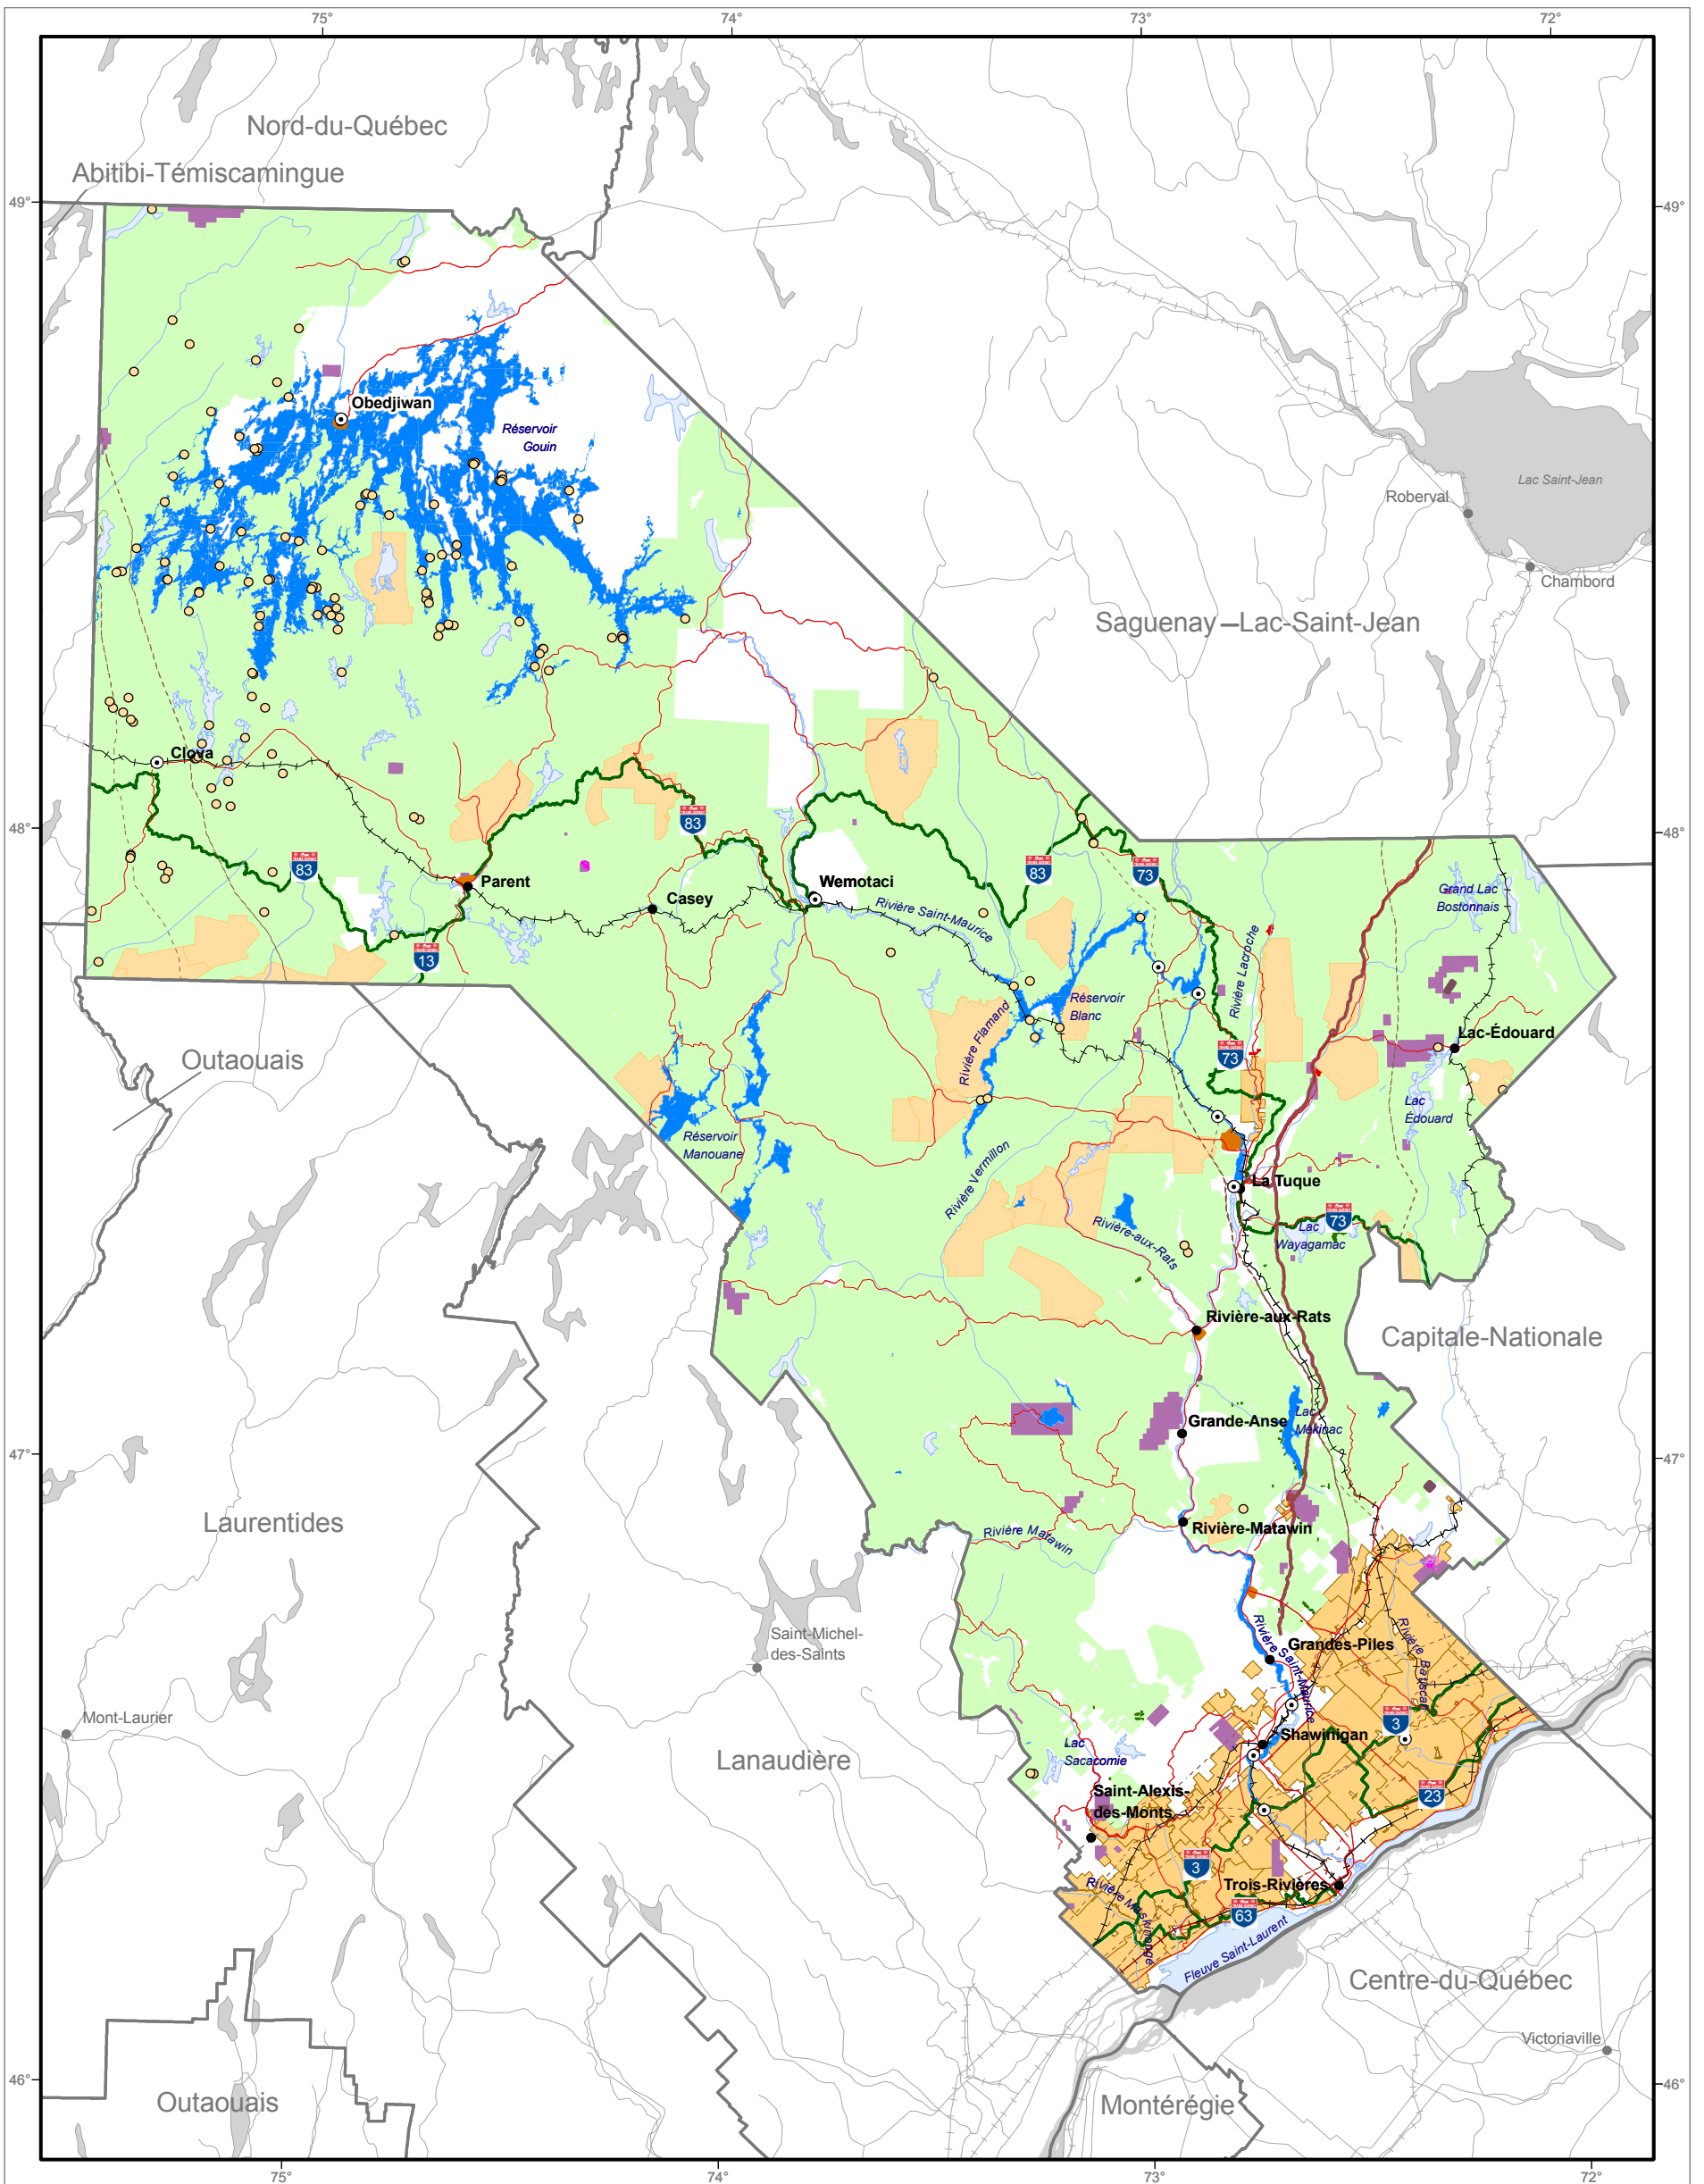 75°
74°
73°
72°
Nord-du-Québec
Abitibi-Témiscamingue
49°
49°
Obedjiwan
Réservoir
Gouin
Lac Saint-Jean
Roberval
Chambord
Saguenay–Lac-Saint-Jean
Clova
83
48°
48°
83
83
73
Parent
Wemotaci
Casey
Grand Lac
Bostonnais
Rivière Saint-Maurice
13
Rivière Lacroche
Réservoir
Blanc
Rivière Flamand
Lac-Édouard
73
Outaouais
Lac
Édouard
Réservoir
Manouane
Rivière Vermillon
La Tuque
73
Rivière-aux-Rats
Lac
Wayagamac
Rivière-aux-Rats
Capitale-Nationale
Lac
Mékinac
Grande-Anse
47°
47°
Laurentides
Rivière Matawin
Rivière-Matawin
Saint-Michel-
des-Saints
Rivière Saint-Maurice
Grandes-Piles
Rivière Batiscan
Mont-Laurier
3
Shawinigan
Lac
Sacacomie
Lanaudière
Saint-Alexis-
des-Monts
23
3
Trois-Rivières
Rivière Maskinongé
63
Fleuve Saint-Laurent
Centre-du-Québec
Victoriaville
46°
46°
Outaouais
Montérégie
75°
74°
73°
72°